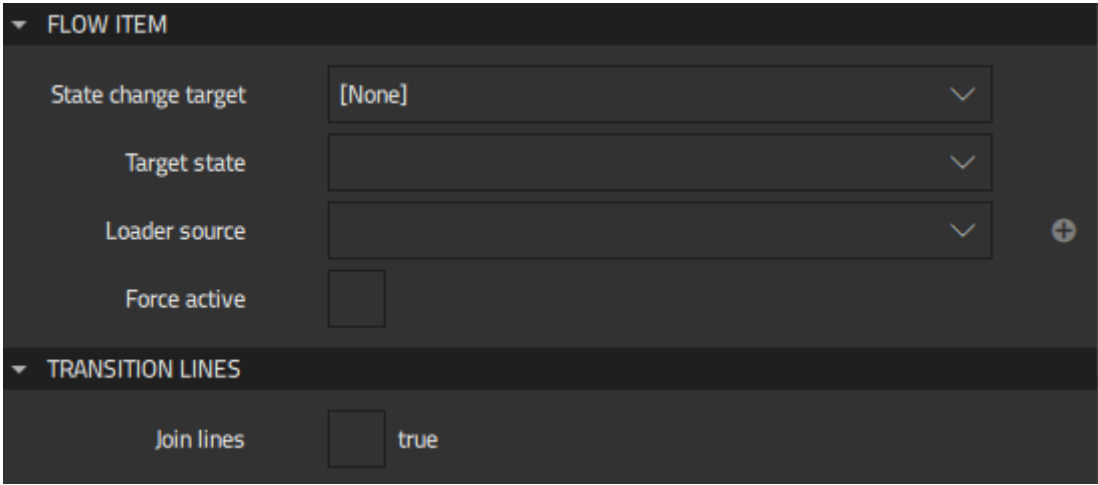 FLOW ITEM
State change target [None]
Target state
Loader source
Force active
TRANSITION LINES
Join lines true